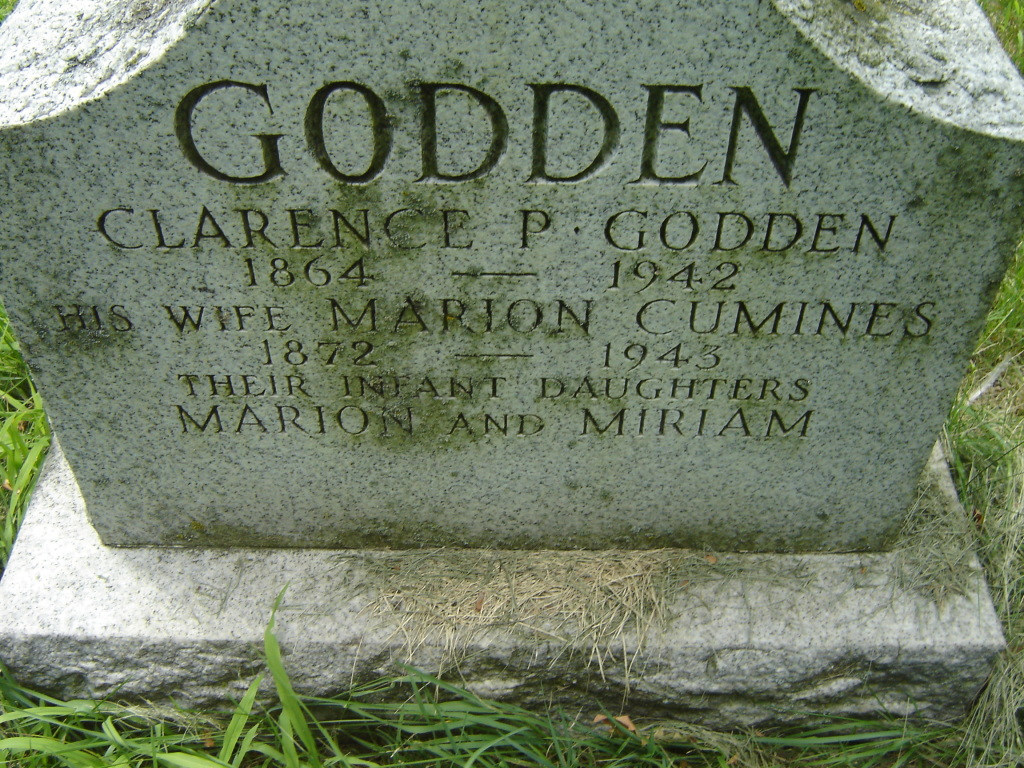 GODDEN
CLARENCE P. GODDEN
1864 — 1942
HIS WIFE MARION CUMINES
1872 — 1943
THEIR INFANT DAUGHTERS
MARION AND MIRIAM